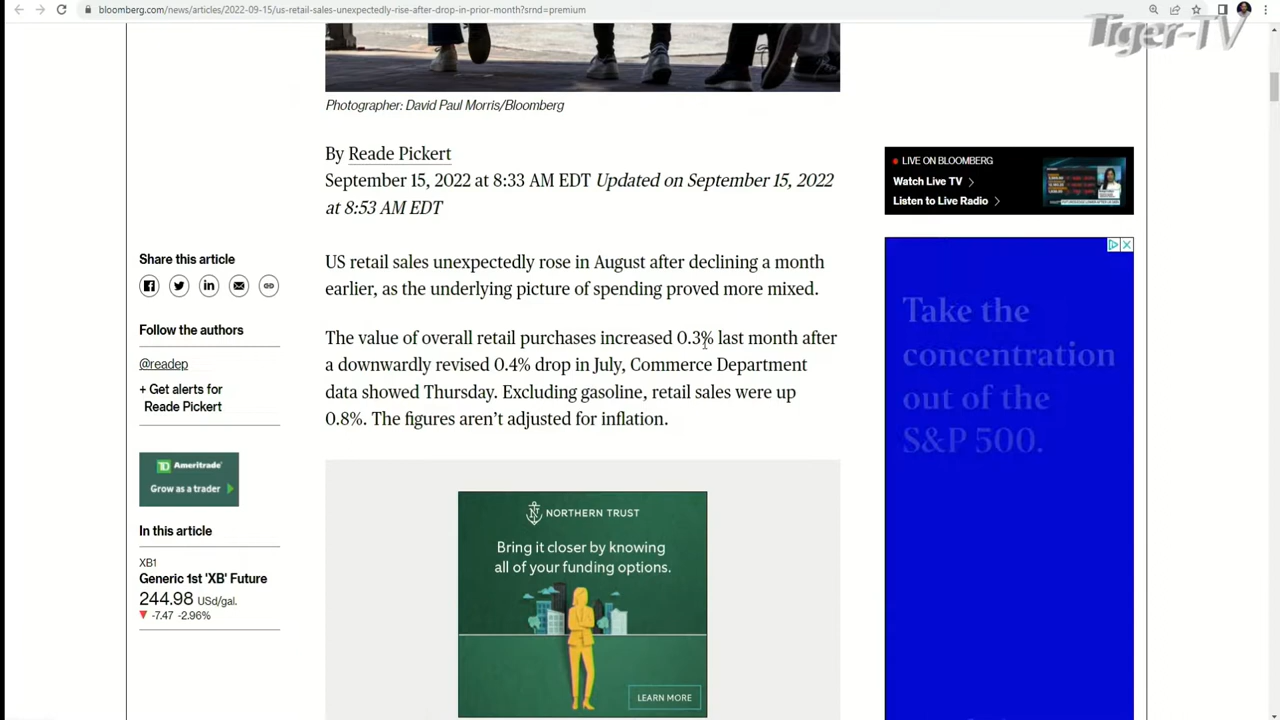 bloomberg.com/news/articles/2022-09-15/us-retail-sales-unexpectedly-rise-after-drop-in-prior-month?srnd=premium
Tiger-TV
Photographer: David Paul Morris/Bloomberg
By Reade Pickert
September 15, 2022 at 8:33 AM EDT Updated on September 15, 2022
at 8:53 AM EDT
LIVE ON BLOOMBERG
Watch Live TV
Listen to Live Radio
Share this article
Follow the authors
@readep
+ Get alerts for
Reade Pickert
US retail sales unexpectedly rose in August after declining a month
earlier, as the underlying picture of spending proved more mixed.
The value of overall retail purchases increased 0.3% last month after
a downwardly revised 0.4% drop in July, Commerce Department
data showed Thursday. Excluding gasoline, retail sales were up
0.8%. The figures aren't adjusted for inflation.
TD Ameritrade
Grow as a trader
In this article
XB1
Generic 1st 'XB' Future
244.98 USd/gal.
-7.47 -2.96%
NORTHERN TRUST
Bring it closer by knowing
all of your funding options.
LEARN MORE
Take the
concentration
out of the
S&P 500.